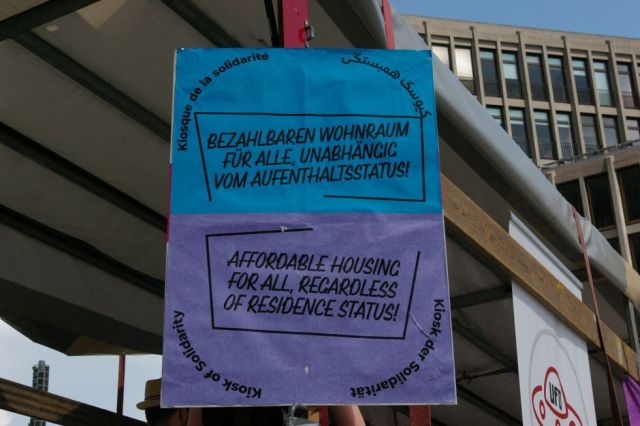 Kiosque de la solidarité
کیوسک همبستگی
BEZAHLBAREN WOHNRAUM
FÜR ALLE, UNABHÄNGIG
VOM AUFENTHALTSSTATUS!
AFFORDABLE HOUSING
FOR ALL, REGARDLESS
OF RESIDENCE STATUS!
Kiosk of Solidarity
Kiosk der Solidarität